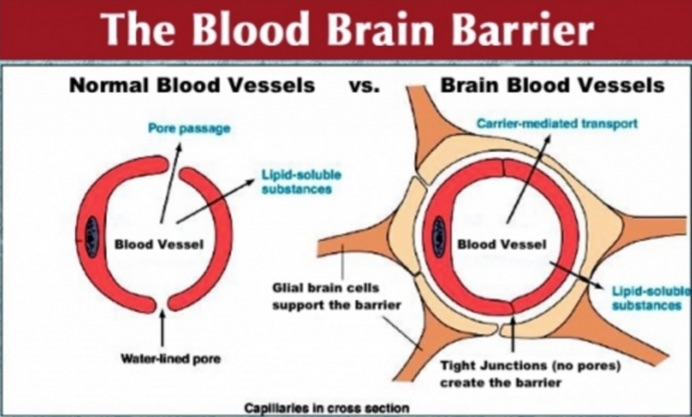 The Blood Brain Barrier
Normal Blood Vessels vs. Brain Blood Vessels
Pore passage
Lipid-soluble
substances
Blood Vessel
Water-lined pore
Carrier-mediated transport
Blood Vessel
Glial brain cells
support the barrier
Lipid-soluble
substances
Tight Junctions (no pores)
create the barrier
Capillaries in cross section